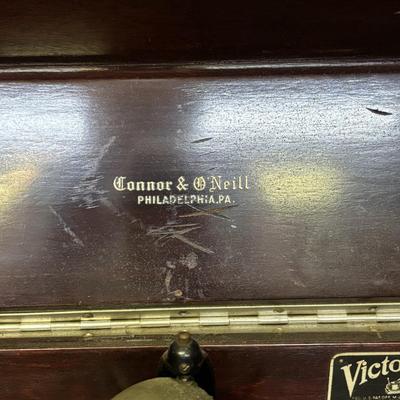 Connor & O'Neill
PHILADELPHIA,PA.
Victo